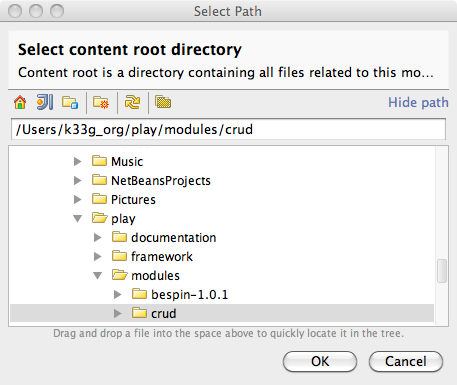 Select Path
Select content root directory
Content root is a directory containing all files related to this mo...
Hide path
/Users/k33g_org/play/modules/crud
Music
NetBeansProjects
Pictures
play
documentation
framework
modules
bespin-1.0.1
crud
Drag and drop a file into the space above to quickly locate it in the tree.
OK
Cancel